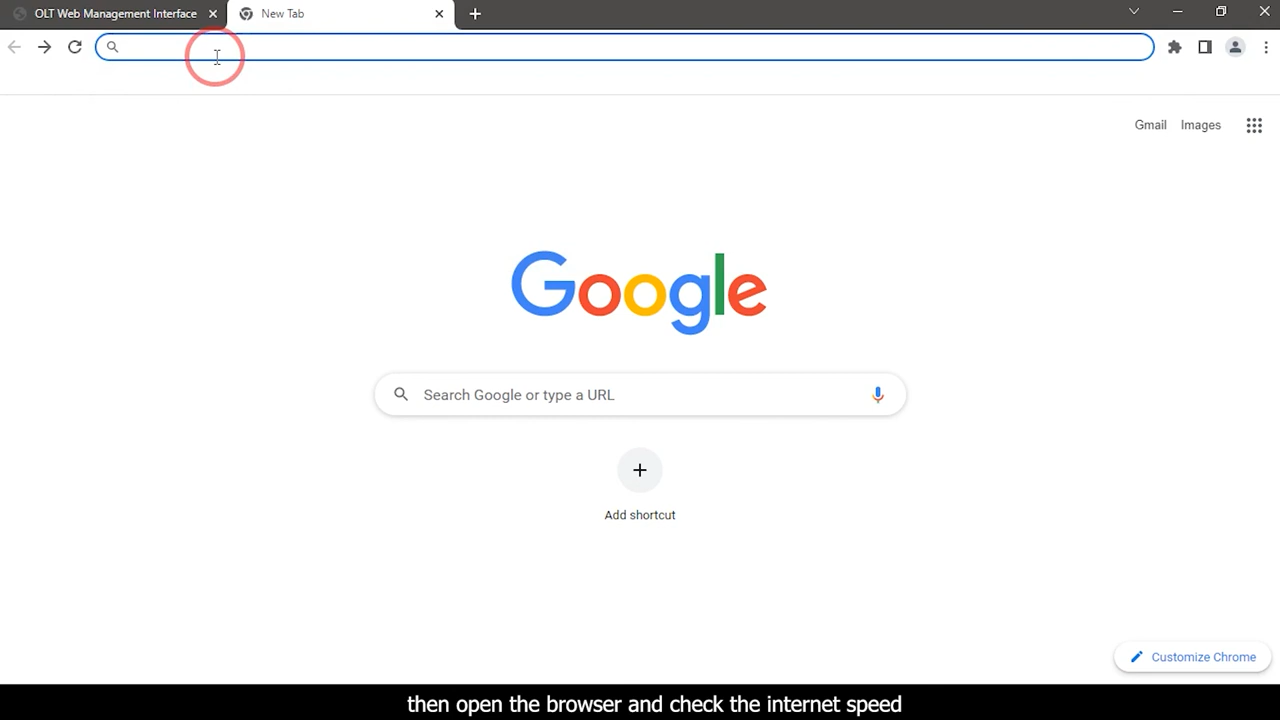 OLT Web Management Interface
New Tab
Gmail Images
Google
Search Google or type a URL
Add shortcut
Customize Chrome
then open the browser and check the internet speed